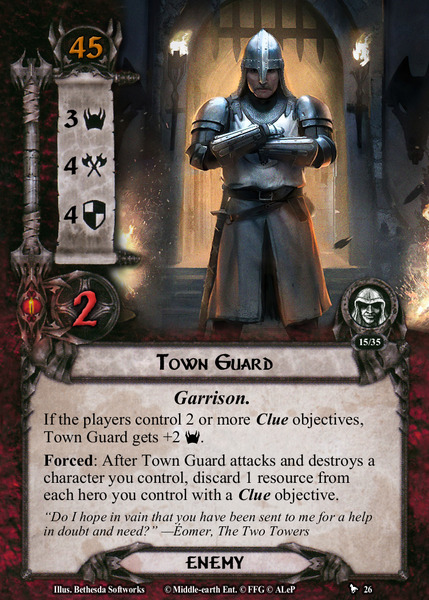 45
3
4
4
2
15/35
Town Guard
Garrison.
If the players control 2 or more Clue objectives,
Town Guard gets +2 .
Forced: After Town Guard attacks and destroys a
character you control, discard 1 resource from
each hero you control with a Clue objective.
“Do I hope in vain that you have been sent to me for a help
in doubt and need?” —Éomer, The Two Towers
ENEMY
Illus. Bethesda Softworks © Middle-earth Ent. © FFG © ALeP 26